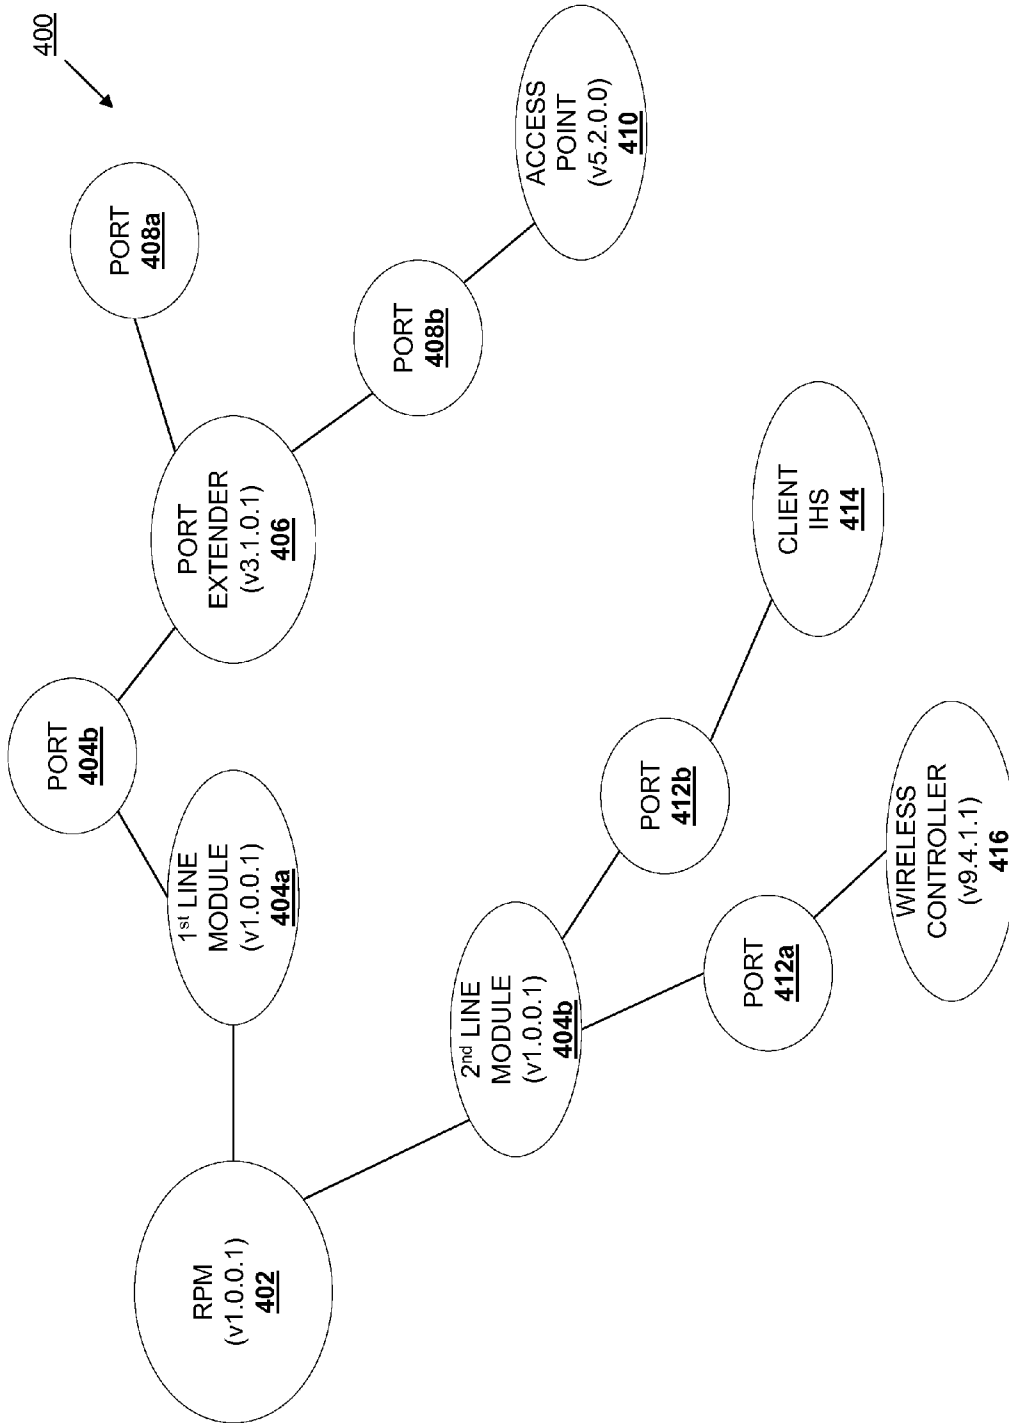 400
PORT
408a
ACCESS
POINT
(v5.2.0.0)
410
PORT
408b
PORT
EXTENDER
(v3.1.0.1)
406
PORT
404b
1st LINE
MODULE
(v1.0.0.1)
404a
RPM
(v1.0.0.1)
402
2nd LINE
MODULE
(v1.0.0.1)
404b
PORT
412b
CLIENT
IHS
414
PORT
412a
WIRELESS
CONTROLLER
(v9.4.1.1)
416